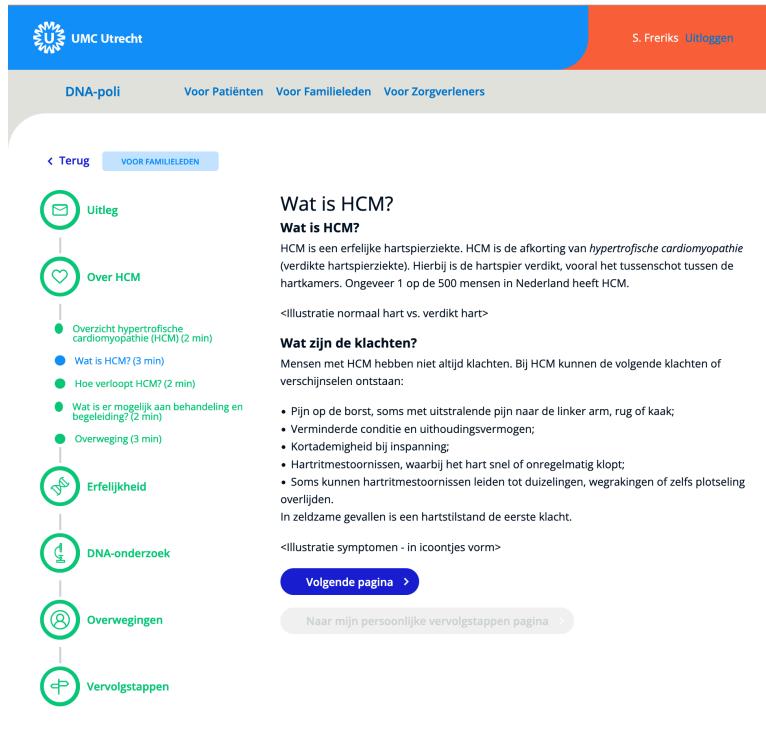 UMC Utrecht
S. Freriks Uitloggen
DNA-poli
Voor Patiënten Voor Familieleden Voor Zorgverleners
Terug
VOOR FAMILIELEDEN
Uitleg
Over HCM
Overzicht hypertrofische
cardiomyopathie (HCM) (2 min)
Wat is HCM? (3 min)
Hoe verloopt HCM? (2 min)
Wat is er mogelijk aan behandeling en
begeleiding? (2 min)
Overweging (3 min)
Erfelijkheid
DNA-onderzoek
Overwegingen
Vervolgstappen
Wat is HCM?
Wat is HCM?
HCM is een erfelijke hartspierziekte. HCM is de afkorting van hypertrofische cardiomyopathie
(verdikte hartspierziekte). Hierbij is de hartspier verdikt, vooral het tussenschot tussen de
hartkamers. Ongeveer 1 op de 500 mensen in Nederland heeft HCM.
<Illustratie normaal hart vs. verdikt hart>
Wat zijn de klachten?
Mensen met HCM hebben niet altijd klachten. Bij HCM kunnen de volgende klachten of
verschijnselen ontstaan:
• Pijn op de borst, soms met uitstralende pijn naar de linker arm, rug of kaak;
• Verminderde conditie en uithoudingsvermogen;
• Kortademigheid bij inspanning;
• Hartritmestoornissen, waarbij het hart snel of onregelmatig klopt;
• Soms kunnen hartritmestoornissen leiden tot duizelingen, wegrakingen of zelfs plotseling
overlijden.
In zeldzame gevallen is een hartstilstand de eerste klacht.
<Illustratie symptomen - in icoontjes vorm>
Volgende pagina
Naar mijn persoonlijke vervolgstappen pagina